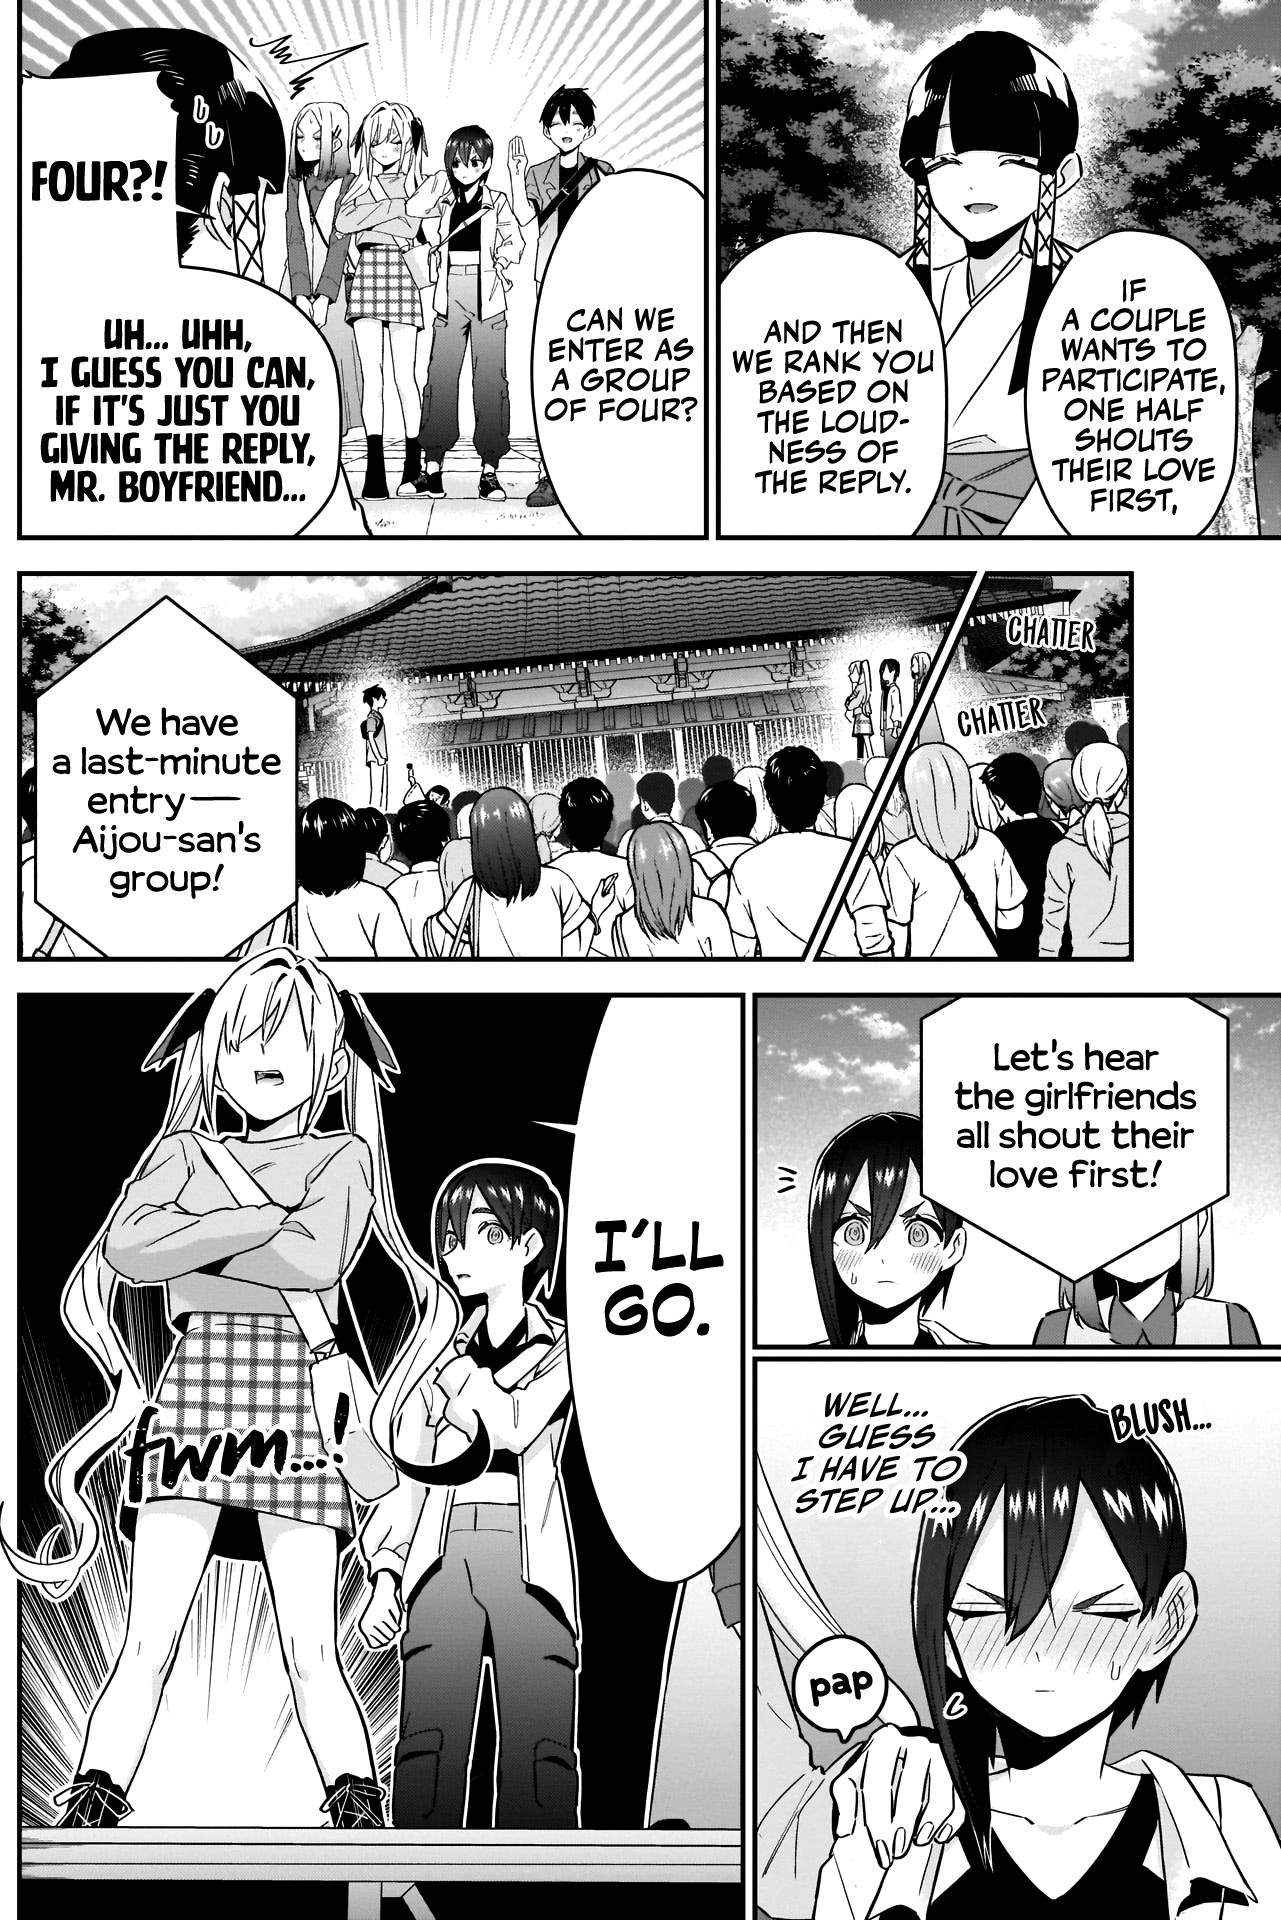 IF
A COUPLE
WANTS TO
PARTICIPATE,
ONE HALF
SHOUTS
THEIR LOVE
FIRST,
AND THEN
WE RANK YOU
BASED ON
THE LOUD-
NESS OF
THE REPLY.
CAN WE
ENTER AS
A GROUP
OF FOUR?
FOUR?!
UH... UHH,
I GUESS YOU CAN,
IF IT'S JUST YOU
GIVING THE REPLY,
MR. BOYFRIEND...
CHATTER
CHATTER
We have
a last-minute
entry—
Aijou-san's
group!
Let's hear
the girlfriends
all shout their
love first!
BLUSH...
WELL...
GUESS
I HAVE TO
STEP UP...
pap
I'LL
GO.
fwm...!